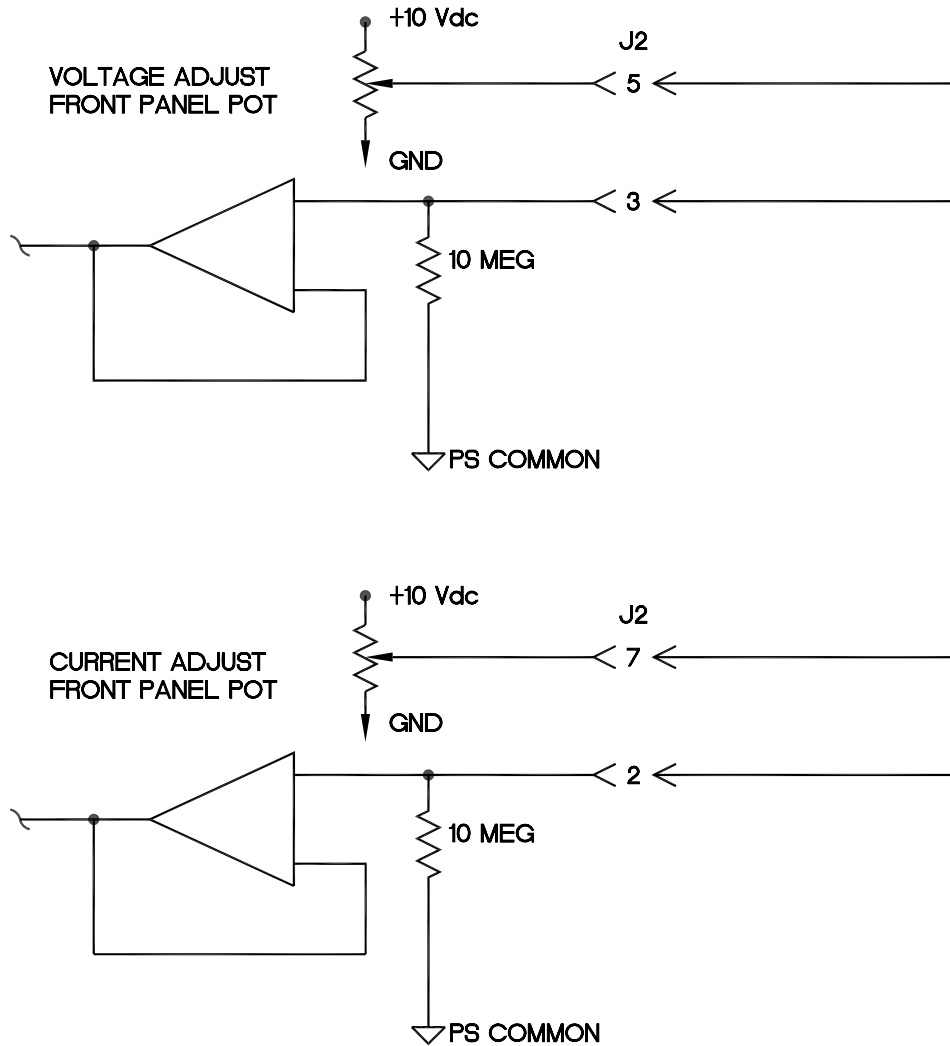 +10 Vdc
J2
VOLTAGE ADJUST
FRONT PANEL POT
5
GND
3
10 MEG
PS COMMON
+10 Vdc
J2
CURRENT ADJUST
FRONT PANEL POT
7
GND
2
10 MEG
PS COMMON